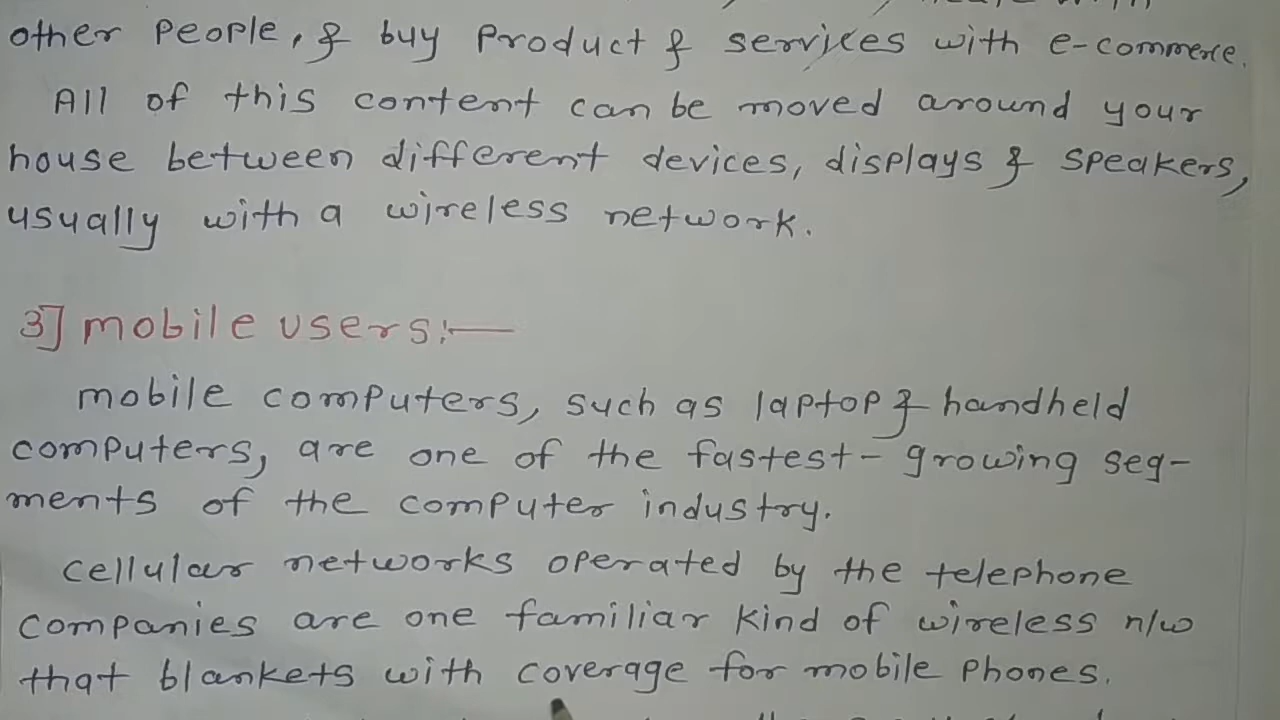 other people, & buy product & services with e-commerce.
All of this content can be moved around your
house between different devices, displays & speakers,
usually with a wireless network.
3] mobile users:—
mobile computers, such as laptop & handheld
computers, are one of the fastest-growing seg-
ments of the computer industry.
cellular networks operated by the telephone
companies are one familiar kind of wireless n/w
that blankets with coverage for mobile phones.